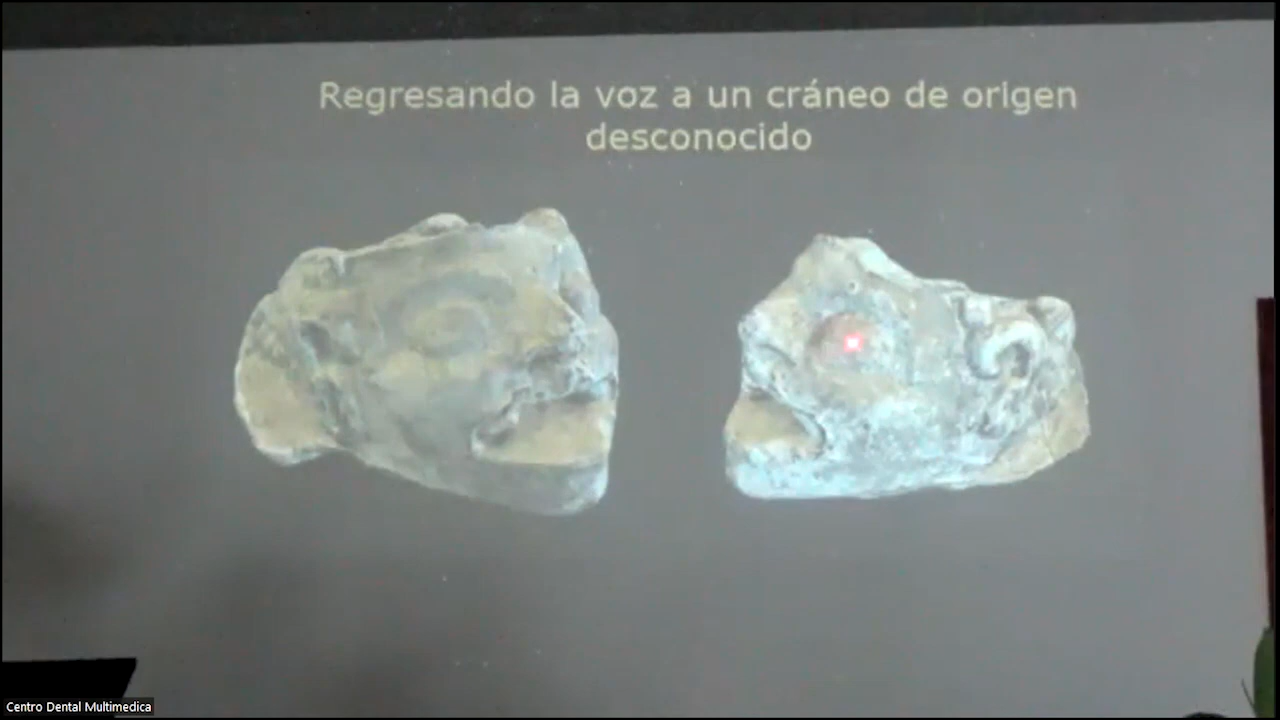 Regresando la voz a un cráneo de origen
desconocido
Centro Dental Multimedica